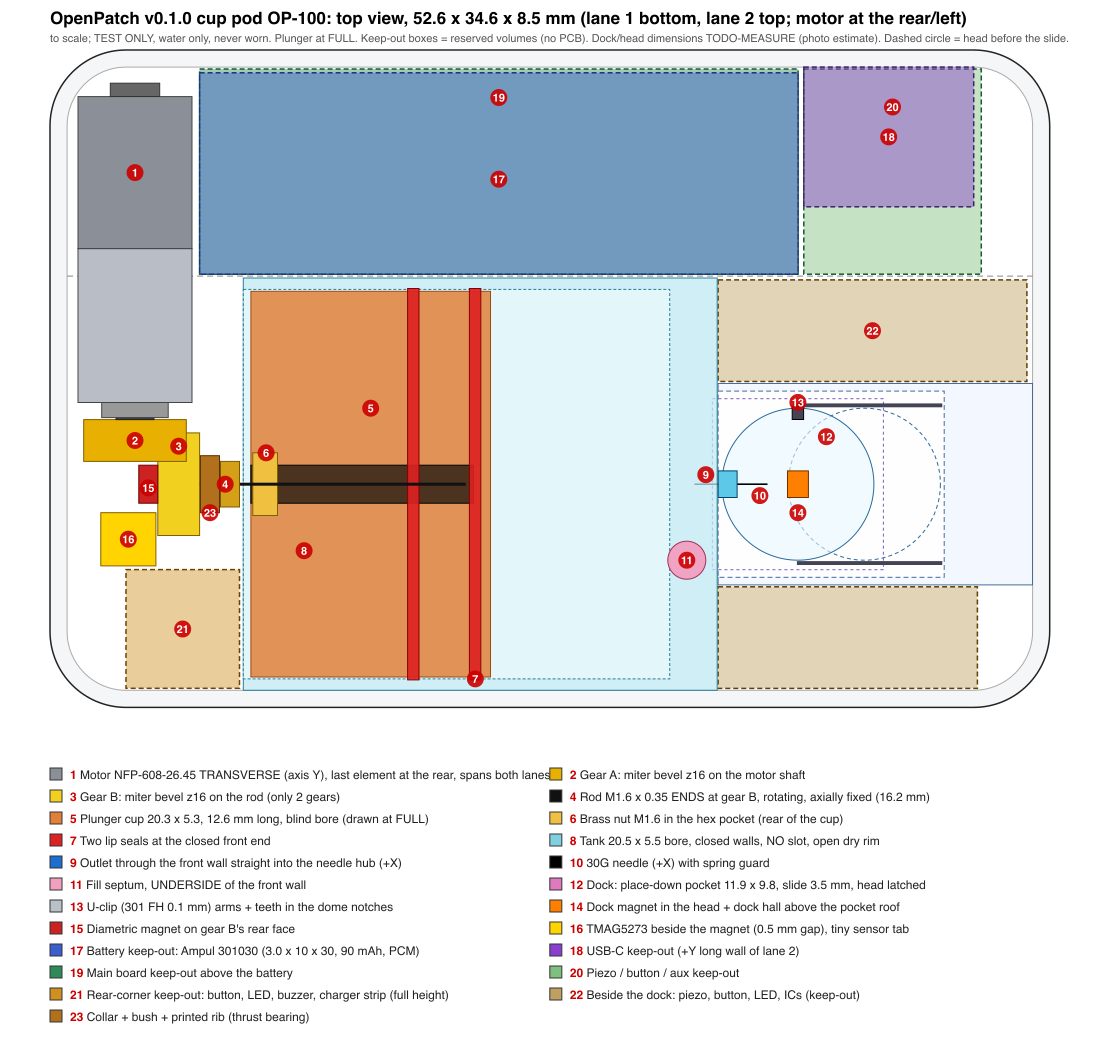 OpenPatch v0.1.0 cup pod OP-100: top view, 52.6 x 34.6 x 8.5 mm (lane 1 bottom, lane 2 top; motor at the rear/left)
to scale; TEST ONLY, water only, never worn. Plunger at FULL. Keep-out boxes = reserved volumes (no PCB). Dock/head dimensions TODO-MEASURE (photo estimate). Dashed circle = head before the slide.
19
20
18
1
17
22
13
5
12
2
3
6
9
4
15
10
23
14
16
8
11
21
7
1 Motor NFP-608-26.45 TRANSVERSE (axis Y), last element at the rear, spans both lanes
2 Gear A: miter bevel z16 on the motor shaft
3 Gear B: miter bevel z16 on the rod (only 2 gears)
4 Rod M1.6 x 0.35 ENDS at gear B, rotating, axially fixed (16.2 mm)
5 Plunger cup 20.3 x 5.3, 12.6 mm long, blind bore (drawn at FULL)
6 Brass nut M1.6 in the hex pocket (rear of the cup)
7 Two lip seals at the closed front end
8 Tank 20.5 x 5.5 bore, closed walls, NO slot, open dry rim
9 Outlet through the front wall straight into the needle hub (+X)
10 30G needle (+X) with spring guard
11 Fill septum, UNDERSIDE of the front wall
12 Dock: place-down pocket 11.9 x 9.8, slide 3.5 mm, head latched
13 U-clip (301 FH 0.1 mm) arms + teeth in the dome notches
14 Dock magnet in the head + dock hall above the pocket roof
15 Diametric magnet on gear B's rear face
16 TMAG5273 beside the magnet (0.5 mm gap), tiny sensor tab
17 Battery keep-out: Ampul 301030 (3.0 x 10 x 30, 90 mAh, PCM)
18 USB-C keep-out (+Y long wall of lane 2)
19 Main board keep-out above the battery
20 Piezo / button / aux keep-out
21 Rear-corner keep-out: button, LED, buzzer, charger strip (full height)
22 Beside the dock: piezo, button, LED, ICs (keep-out)
23 Collar + bush + printed rib (thrust bearing)